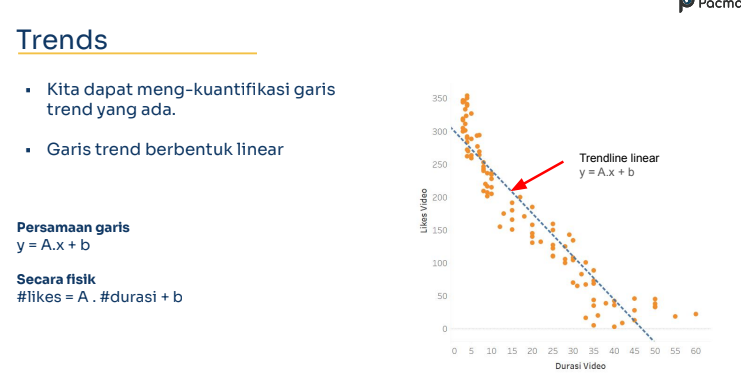 Trends
▪ Kita dapat meng-kuantifikasi garis
trend yang ada.
▪ Garis trend berbentuk linear
Persamaan garis
y = A.x + b
Secara fisik
#likes = A . #durasi + b
350
300
250
200
150
100
50
0
Likes Video
Trendline linear
y = A.x + b
0 5 10 15 20 25 30 35 40 45 50 55 60
Durasi Video